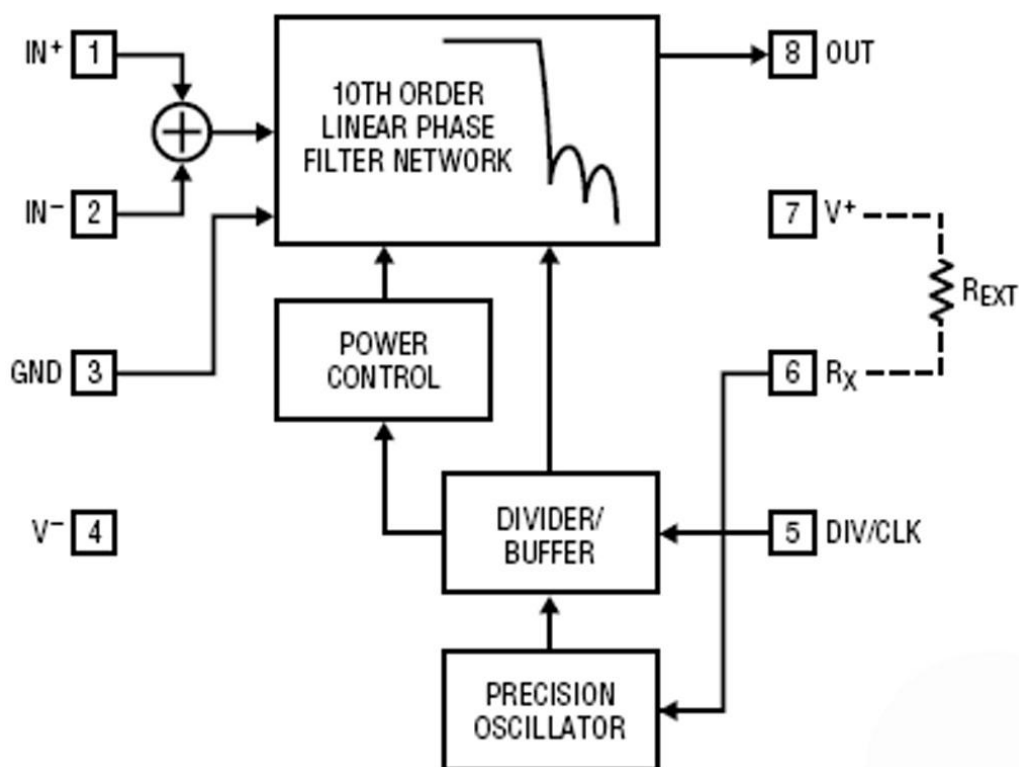 IN+ 1
IN− 2
GND 3
V− 4
10TH ORDER
LINEAR PHASE
FILTER NETWORK
POWER
CONTROL
DIVIDER/
BUFFER
PRECISION
OSCILLATOR
8 OUT
7 V+
REXT
6 RX
5 DIV/CLK